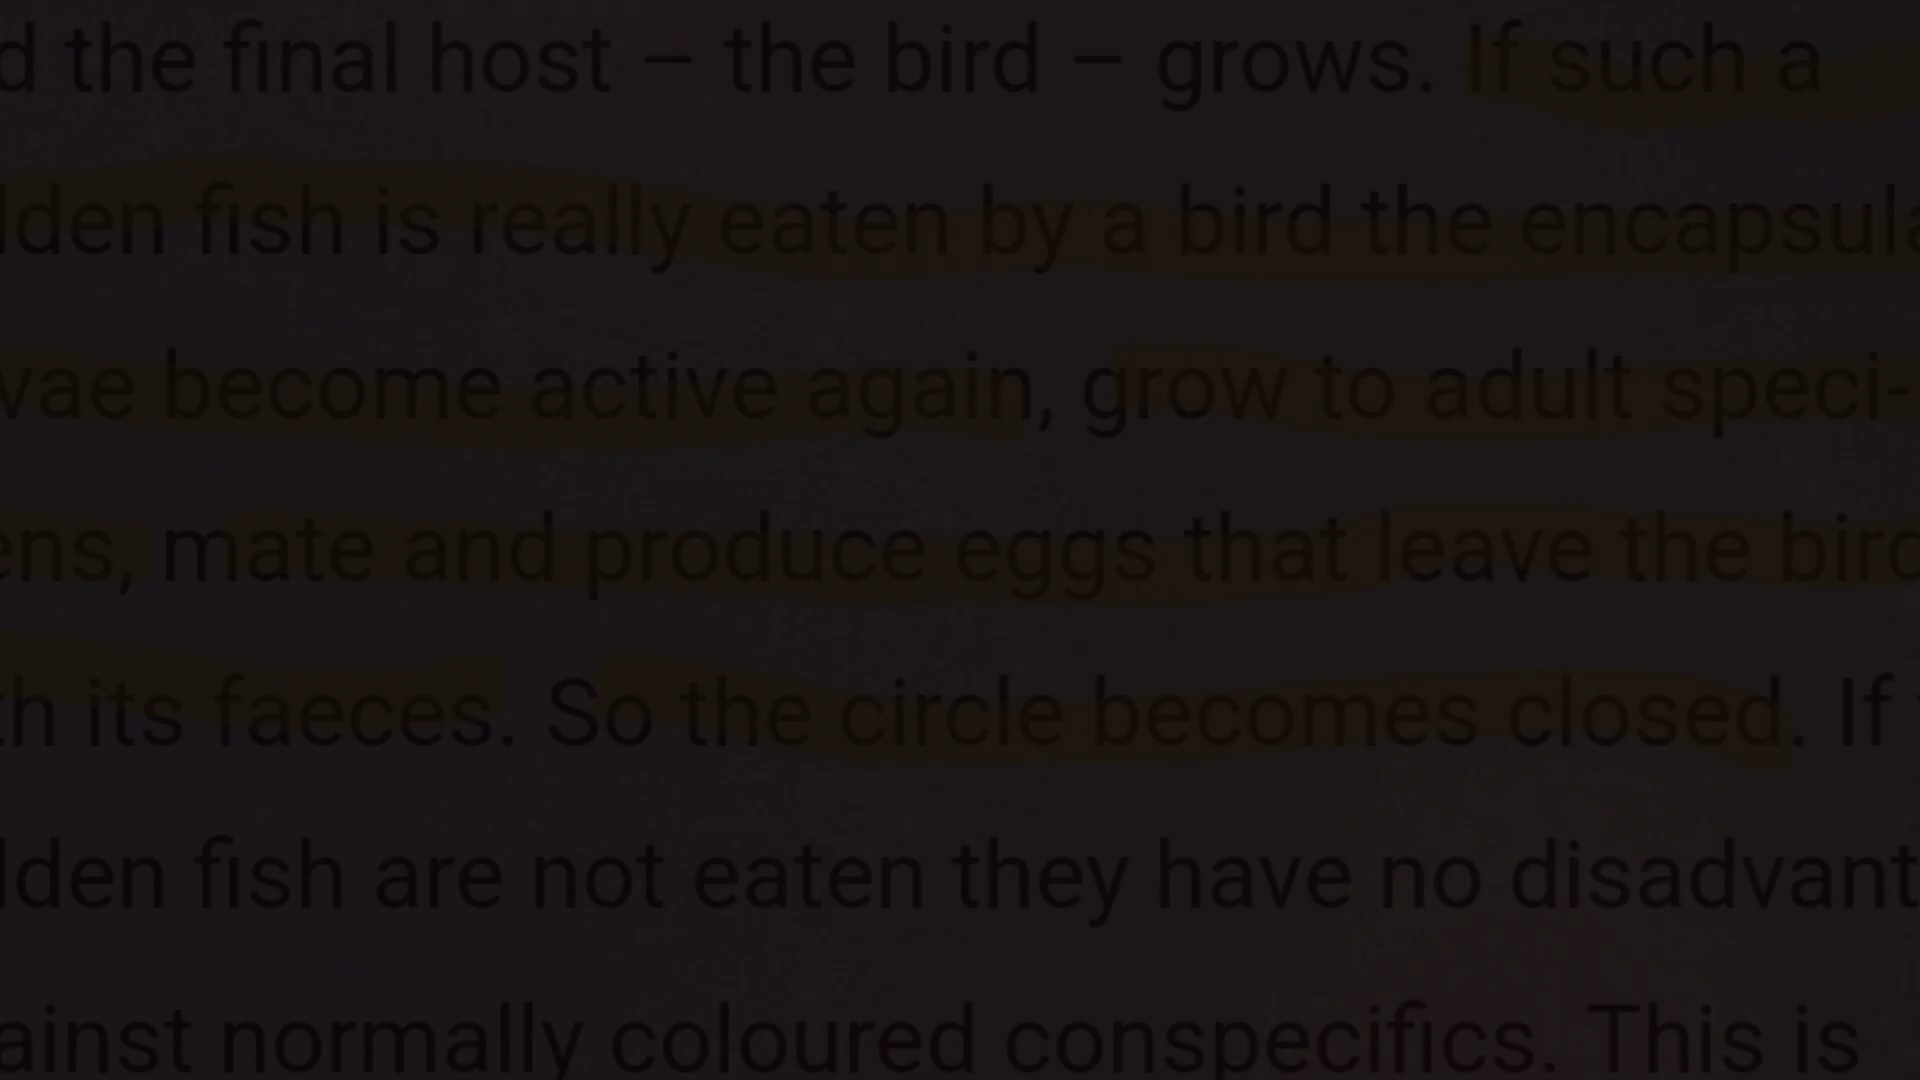 d the final host – the bird – grows. If such a
lden fish is really eaten by a bird the encapsula
vae become active again, grow to adult speci-
ens, mate and produce eggs that leave the bird
th its faeces. So the circle becomes closed. If
lden fish are not eaten they have no disadvant
ainst normally coloured conspecifics. This is